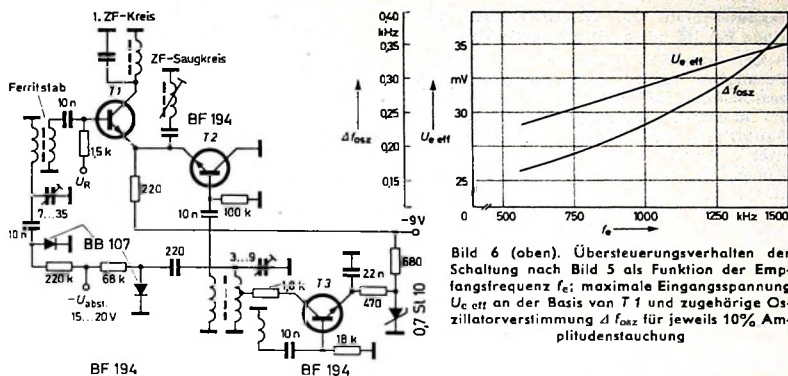 1. ZF-Kreis
ZF-Saugkreis
Ferritstab
10 n
T1
BF 194
T2
1,5 k
U_R
220
100 k
7...35
10 n
10 n
BB 107
220 k
68 k
220
3...9
-U_abst.
15...20 V
1,8 k
T3
22 n
470
680
-9V
0,7 St 10
10 n
18 k
BF 194
BF 194
0,40
kHz
0,35
0,30
0,25
0,20
0,15
0,10
Δ f_osz
U_e eff
35
mV
30
25
U_e eff
Δ f_osz
0
500
750
1000
1250
kHz
1500
f_e
Bild 6 (oben). Übersteuerungsverhalten der
Schaltung nach Bild 5 als Funktion der Emp-
fangsfrequenz f_e; maximale Eingangsspannung
U_e eff an der Basis von T 1 und zugehörige Os-
zillatorverstimmung Δ f_osz für jeweils 10% Am-
plitudenstauchung